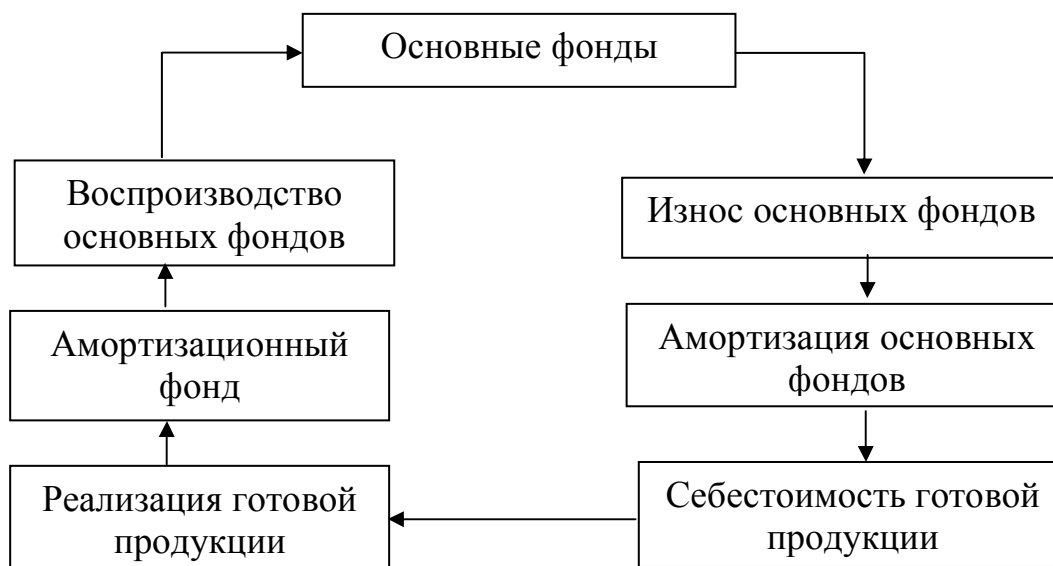 Основные фонды
Воспроизводство
основных фондов
Износ основных фондов
Амортизационный
фонд
Амортизация основных
фондов
Реализация готовой
продукции
Себестоимость готовой
продукции